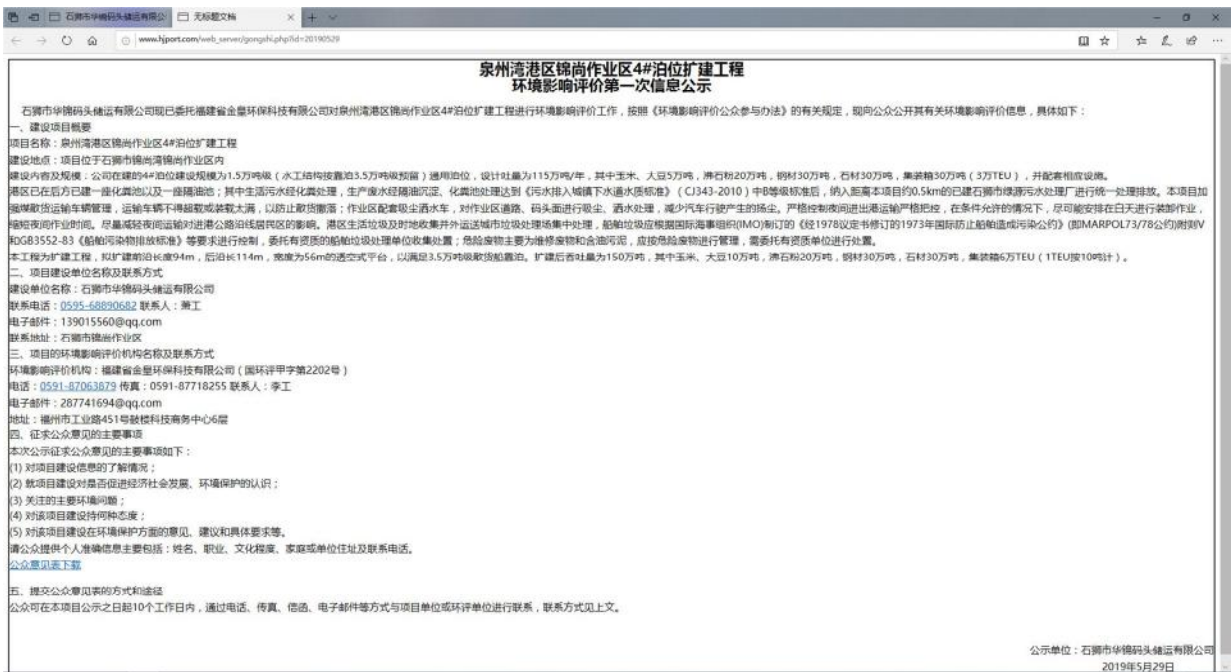 石狮市华锦码头储运有限公
无标题文档
www.hjport.com/web_server/gongshi.php?id=20190529
泉州湾港区锦尚作业区4#泊位扩建工程
环境影响评价第一次信息公示
石狮市华锦码头储运有限公司现已委托福建省金皇环保科技有限公司对泉州湾港区锦尚作业区4#泊位扩建工程进行环境影响评价工作，按照《环境影响评价公众参与办法》的有关规定，现向公众公开其有关环境影响评价信息，具体如下：
一、建设项目概要
项目名称：泉州湾港区锦尚作业区4#泊位扩建工程
建设地点：项目位于石狮市锦尚湾锦尚作业区内
建设内容及规模：公司在建的4#泊位建设规模为1.5万吨级（水工结构按靠泊3.5万吨级预留）通用泊位，设计吐量为115万吨/年，其中玉米、大豆5万吨，沸石粉20万吨，钢材30万吨，石材30万吨，集装箱30万吨（3万TEU），并配套相应设施。
港区已在后方已建一座化粪池以及一座隔油池；其中生活污水经化粪处理，生产废水经隔油沉淀、化粪池处理达到《污水排入城镇下水道水质标准》（CJ343-2010）中B等级标准后，纳入距离本项目约0.5km的已建石狮市绿源污水处理厂进行统一处理排放。本项目加
强煤散货运输车辆管理，运输车辆不得超载或装载太满，以防止散货撒落；作业区配套吸尘洒水车，对作业区道路、码头面进行吸尘、洒水处理，减少汽车行驶产生的扬尘。严格控制夜间进出港运输严格把控，在条件允许的情况下，尽可能安排在白天进行装卸作业，
缩短夜间作业时间。尽量减轻夜间运输对进港公路沿线居民区的影响。港区生活垃圾及时地收集并外运送城市垃圾处理场集中处理，船舶垃圾应根据国际海事组织(IMO)制订的《经1978议定书修订的1973年国际防止船舶造成污染公约》(即MARPOL73/78公约)附则V
和GB3552-83《船舶污染物排放标准》等要求进行控制，委托有资质的船舶垃圾处理单位收集处置；危险废物主要为维修废物和含油污泥，应按危险废物进行管理，需委托有资质单位进行处置。
本工程为扩建工程，拟扩建前沿长度94m，后沿长114m，宽度为56m的透空式平台，以满足3.5万吨级散货船靠泊。扩建后吞吐量为150万吨，其中玉米、大豆10万吨，沸石粉20万吨，钢材30万吨，石材30万吨，集装箱6万TEU（1TEU按10吨计）。
二、项目建设单位名称及联系方式
建设单位名称：石狮市华锦码头储运有限公司
联系电话：0595-68890682 联系人：萧工
电子邮件：139015560@qq.com
联系地址：石狮市锦尚作业区
三、项目的环境影响评价机构名称及联系方式
环境影响评价机构：福建省金皇环保科技有限公司（国环评甲字第2202号）
电话：0591-87063879 传真：0591-87718255 联系人：李工
电子邮件：287741694@qq.com
地址：福州市工业路451号鼓楼科技商务中心6层
四、征求公众意见的主要事项
本次公示征求公众意见的主要事项如下：
(1) 对项目建设信息的了解情况；
(2) 就项目建设对是否促进经济社会发展、环境保护的认识；
(3) 关注的主要环境问题；
(4) 对该项目建设持何种态度；
(5) 对该项目建设在环境保护方面的意见、建议和具体要求等。
请公众提供个人准确信息主要包括：姓名、职业、文化程度、家庭或单位住址及联系电话。
公众意见表下载
五、提交公众意见表的方式和途径
公众可在本项目公示之日起10个工作日内，通过电话、传真、信函、电子邮件等方式与项目单位或环评单位进行联系，联系方式见上文。
公示单位：石狮市华锦码头储运有限公司
2019年5月29日